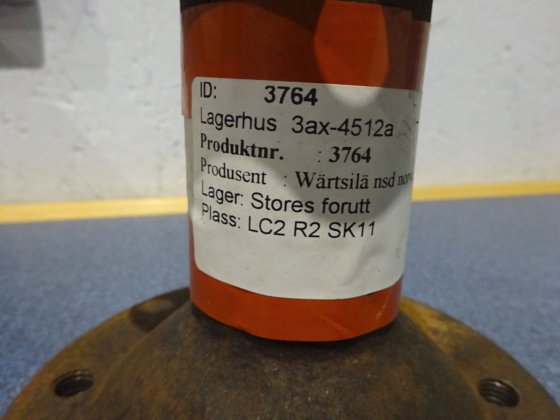 ID: 3764
Lagerhus 3ax-4512a
Produktnr. : 3764
Produsent : Wärtsilä nsd
Lager: Stores forutt
Plass: LC2 R2 SK11